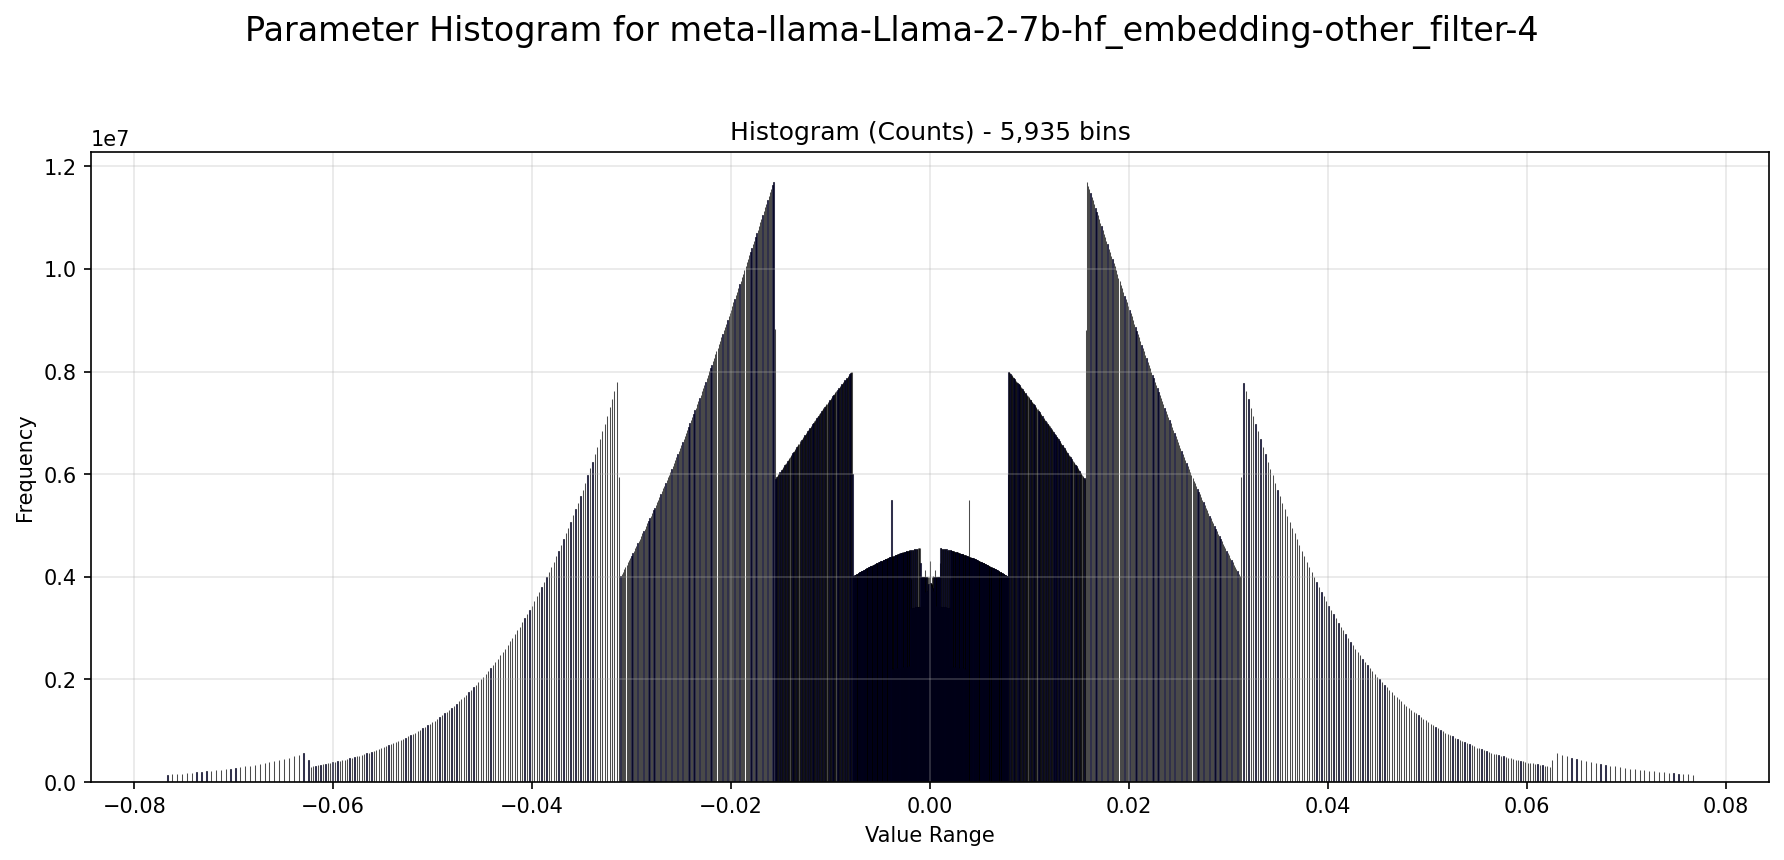 Parameter Histogram for meta-llama-Llama-2-7b-hf_embedding-other_filter-4
Histogram (Counts) - 5,935 bins
1e7
1.2
1.0
0.8
0.6
0.4
0.2
0.0
Frequency
−0.08 −0.06 −0.04 −0.02 0.00 0.02 0.04 0.06 0.08
Value Range